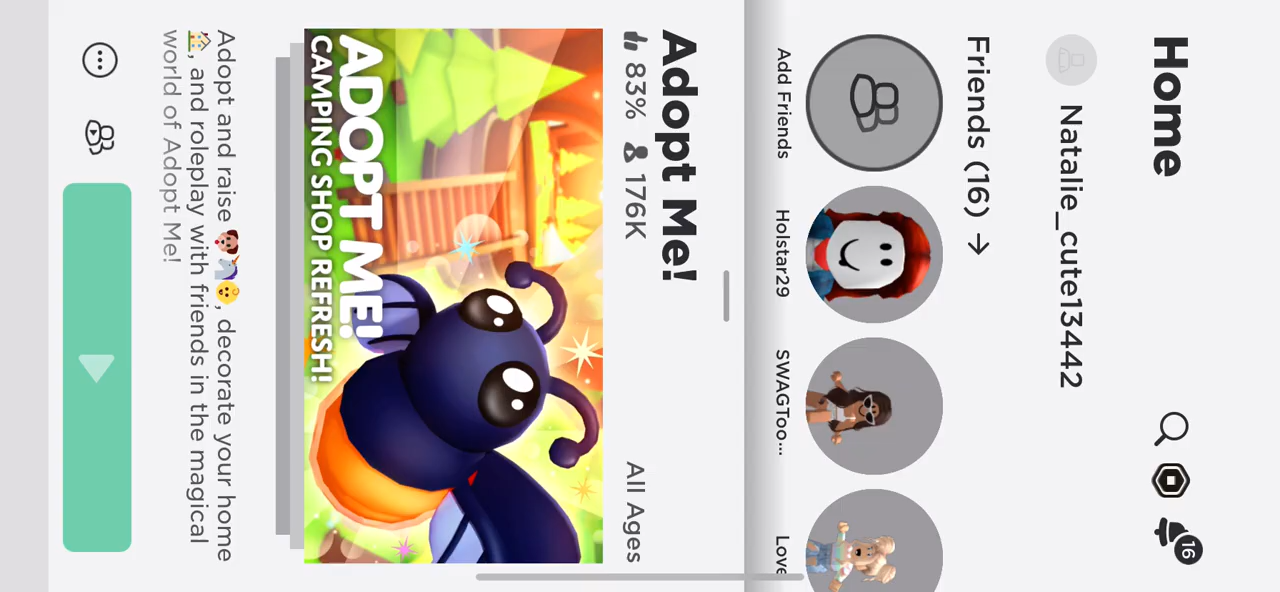 Home
16
Natalie_cute13442
Friends (16) →
Add Friends
Holstar29
SWAGToo...
Love
Adopt Me!
83% 176K
All Ages
ADOPT ME!
CAMPING SHOP REFRESH!
Adopt and raise 🐶🦄👶, decorate your home
🏠, and roleplay with friends in the magical
world of Adopt Me!